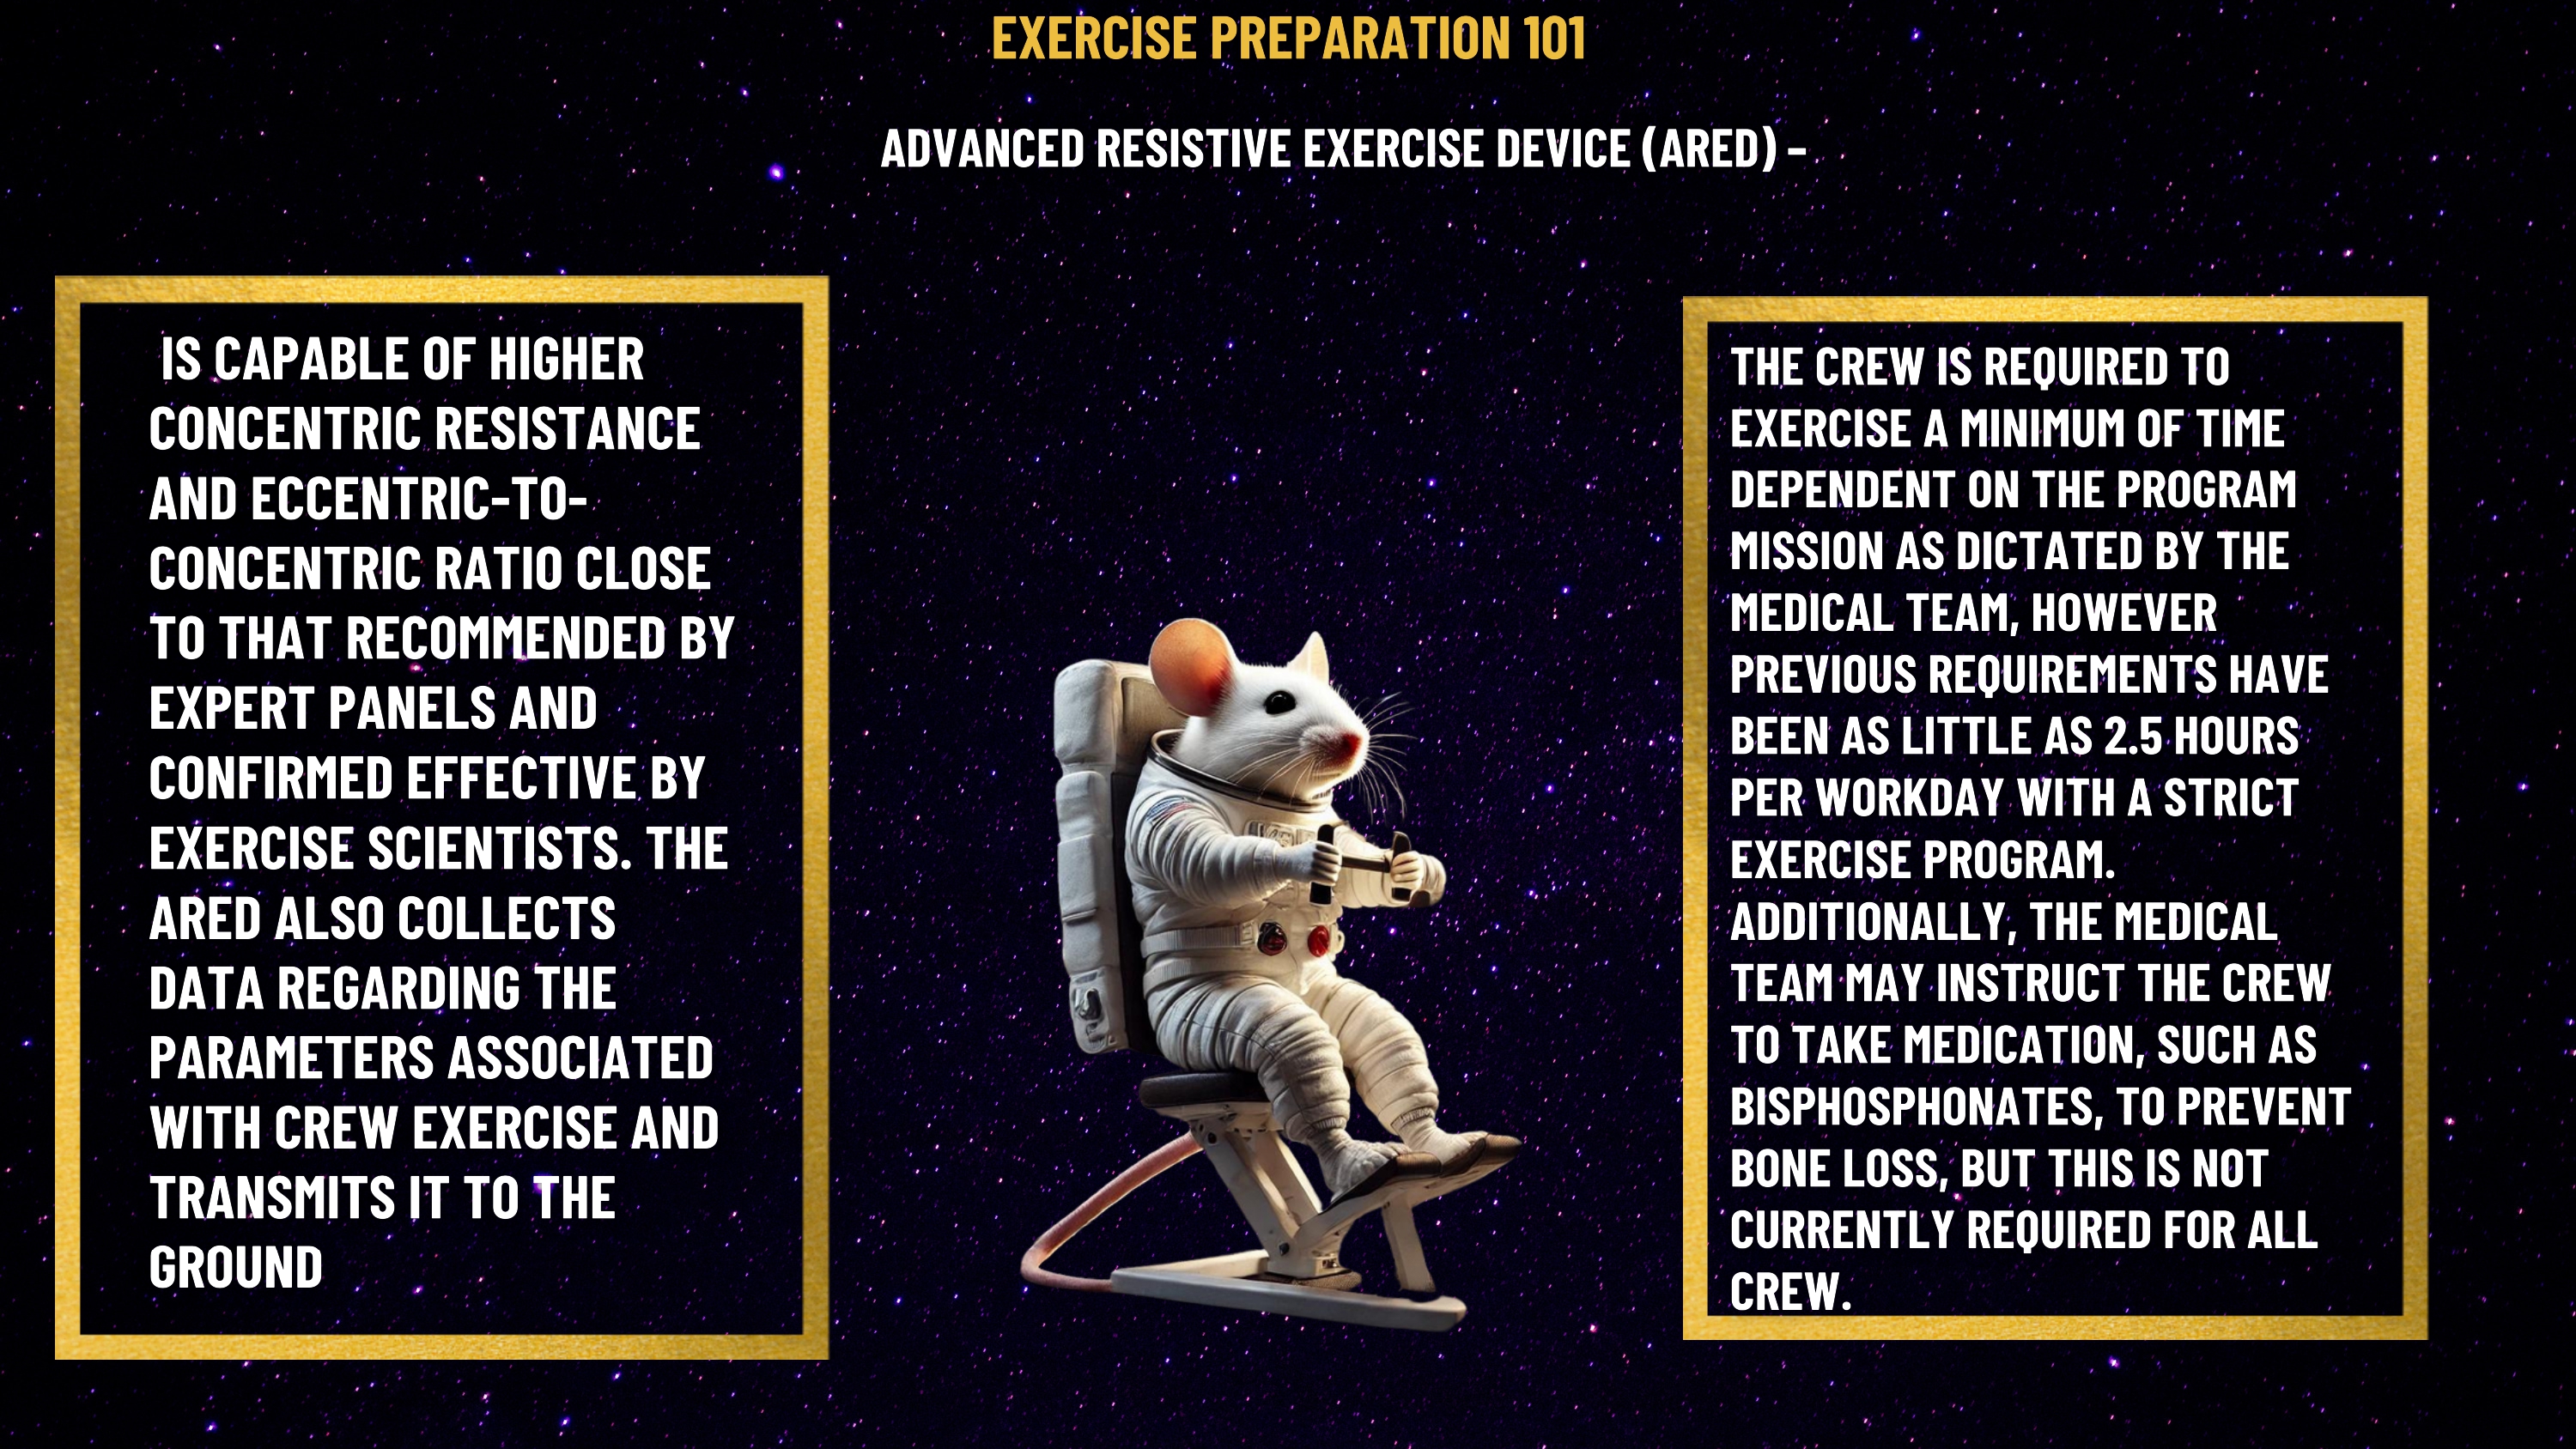 EXERCISE PREPARATION 101
ADVANCED RESISTIVE EXERCISE DEVICE (ARED) –
IS CAPABLE OF HIGHER
CONCENTRIC RESISTANCE
AND ECCENTRIC-TO-
CONCENTRIC RATIO CLOSE
TO THAT RECOMMENDED BY
EXPERT PANELS AND
CONFIRMED EFFECTIVE BY
EXERCISE SCIENTISTS. THE
ARED ALSO COLLECTS
DATA REGARDING THE
PARAMETERS ASSOCIATED
WITH CREW EXERCISE AND
TRANSMITS IT TO THE
GROUND
THE CREW IS REQUIRED TO
EXERCISE A MINIMUM OF TIME
DEPENDENT ON THE PROGRAM
MISSION AS DICTATED BY THE
MEDICAL TEAM, HOWEVER
PREVIOUS REQUIREMENTS HAVE
BEEN AS LITTLE AS 2.5 HOURS
PER WORKDAY WITH A STRICT
EXERCISE PROGRAM.
ADDITIONALLY, THE MEDICAL
TEAM MAY INSTRUCT THE CREW
TO TAKE MEDICATION, SUCH AS
BISPHOSPHONATES, TO PREVENT
BONE LOSS, BUT THIS IS NOT
CURRENTLY REQUIRED FOR ALL
CREW.